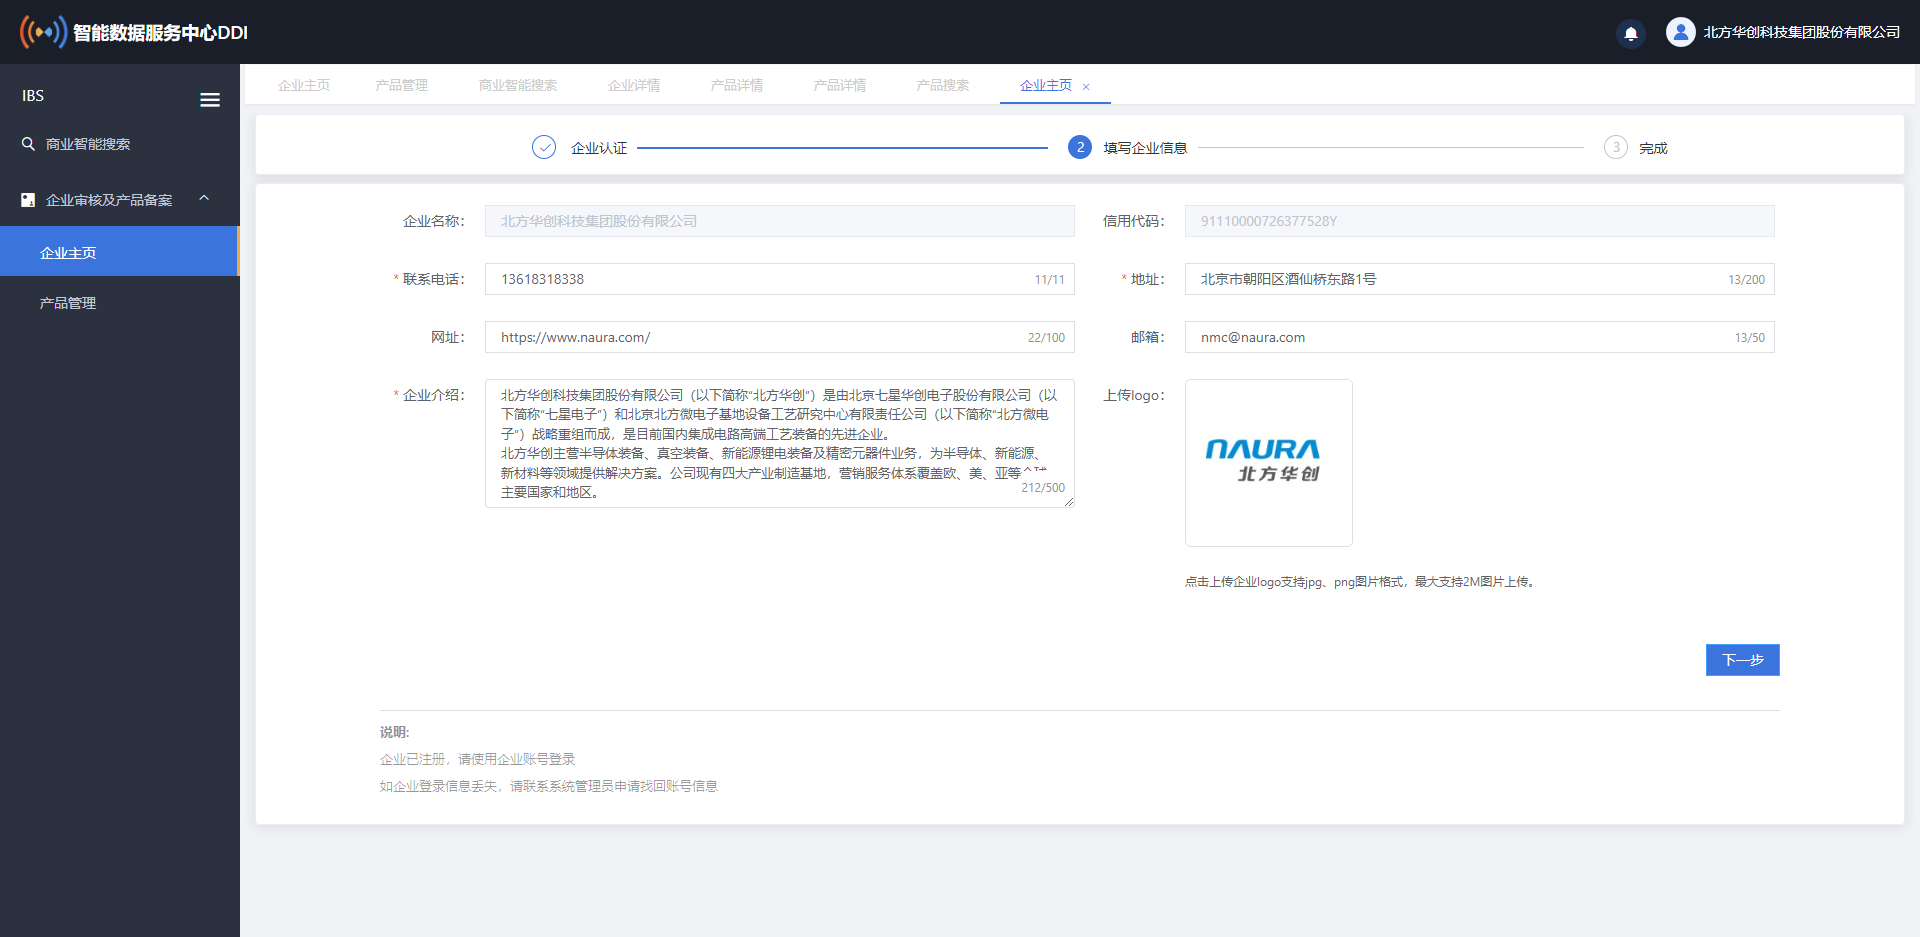 智能数据服务中心DDI
北方华创科技集团股份有限公司
IBS
商业智能搜索
企业审核及产品备案
企业主页
产品管理
企业主页 产品管理 商业智能搜索 企业详情 产品详情 产品详情 产品搜索 企业主页 ×
企业认证 2 填写企业信息 3 完成
企业名称： 北方华创科技集团股份有限公司 信用代码： 91110000726377528Y
* 联系电话： 13618318338 11/11 * 地址： 北京市朝阳区酒仙桥东路1号 13/200
网址： https://www.naura.com/ 22/100 邮箱： nmc@naura.com 13/50
* 企业介绍：
北方华创科技集团股份有限公司（以下简称“北方华创”）是由北京七星华创电子股份有限公司（以
下简称“七星电子”）和北京北方微电子基地设备工艺研究中心有限责任公司（以下简称“北方微电
子”）战略重组而成，是目前国内集成电路高端工艺装备的先进企业。
北方华创主营半导体装备、真空装备、新能源锂电装备及精密元器件业务，为半导体、新能源、
新材料等领域提供解决方案。公司现有四大产业制造基地，营销服务体系覆盖欧、美、亚等
主要国家和地区。
212/500
上传logo：
NAURA
北方华创
点击上传企业logo支持jpg、png图片格式，最大支持2M图片上传。
下一步
说明:
企业已注册，请使用企业账号登录
如企业登录信息丢失，请联系系统管理员申请找回账号信息